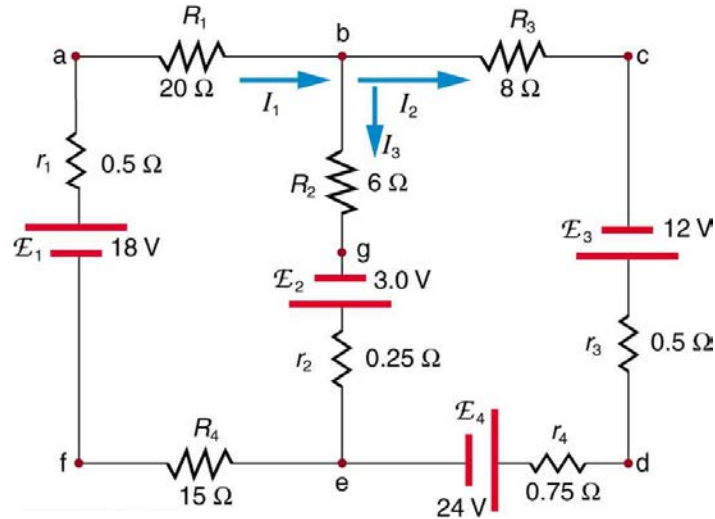 R₁
b
R₃
a
c
20 Ω
I₁
I₂
8 Ω
I₃
r₁
0.5 Ω
R₂
6 Ω
ℰ₁
18 V
g
ℰ₂
3.0 V
ℰ₃
12 V
r₂
0.25 Ω
r₃
0.5 Ω
R₄
ℰ₄
r₄
f
e
d
15 Ω
24 V
0.75 Ω